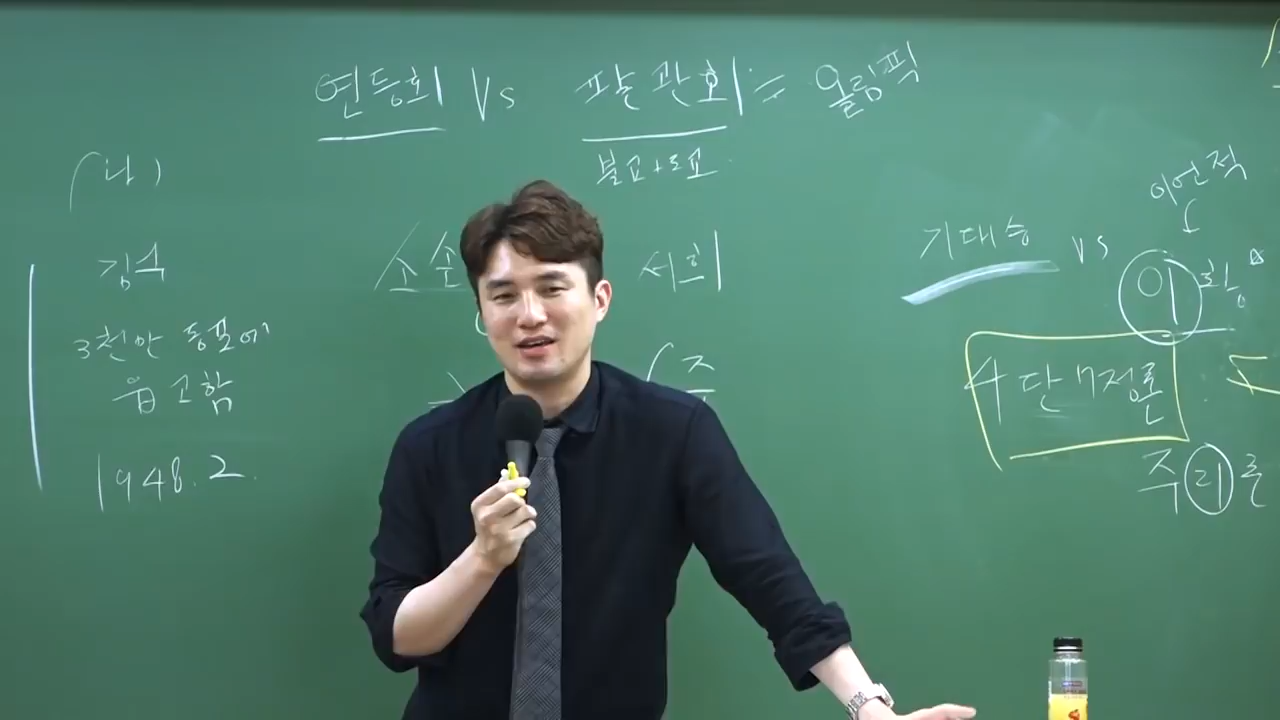 연등회 Vs 팔관회 = 올림픽
불교+도교
(나)
김구
3천만 동포에
읍고함
1948.2.
소손
서희
이언적
기대승 vs 이황
4단 7정론
주리론